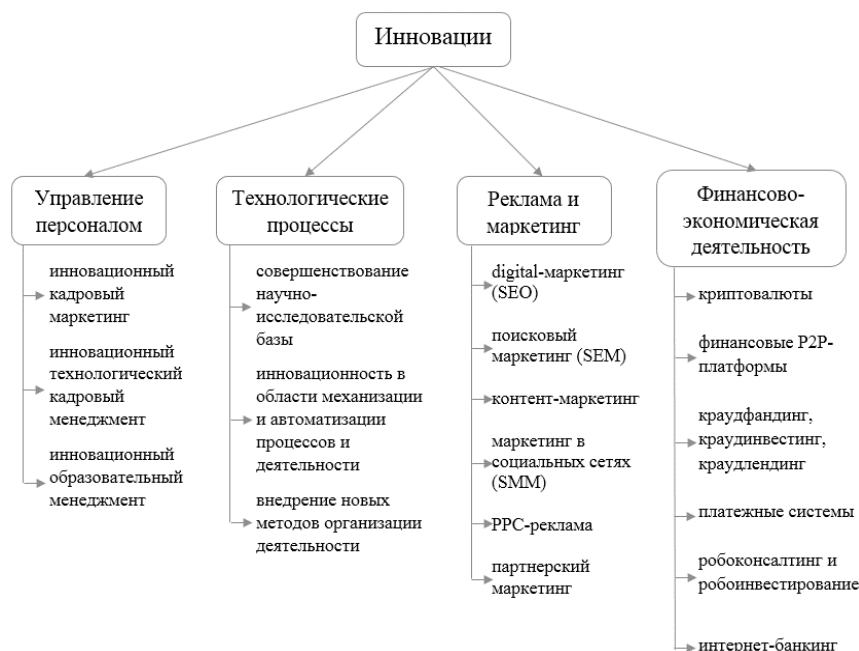 Инновации
Управление
персоналом
инновационный
кадровый
маркетинг
инновационный
технологический
кадровый
менеджмент
инновационный
образовательный
менеджмент
Технологические
процессы
совершенствование
научно-
исследовательской
базы
инновационность в
области механизации
и автоматизации
процессов и
деятельности
внедрение новых
методов организации
деятельности
Реклама и
маркетинг
digital-маркетинг
(SEO)
поисковый
маркетинг (SEM)
контент-маркетинг
маркетинг в
социальных сетях
(SMM)
PPC-реклама
партнерский
маркетинг
Финансово-
экономическая
деятельность
криптовалюты
финансовые P2P-
платформы
краудфандинг,
краудинвестинг,
краудлендинг
платежные системы
робоконсалтинг и
робоинвестирование
интернет-банкинг